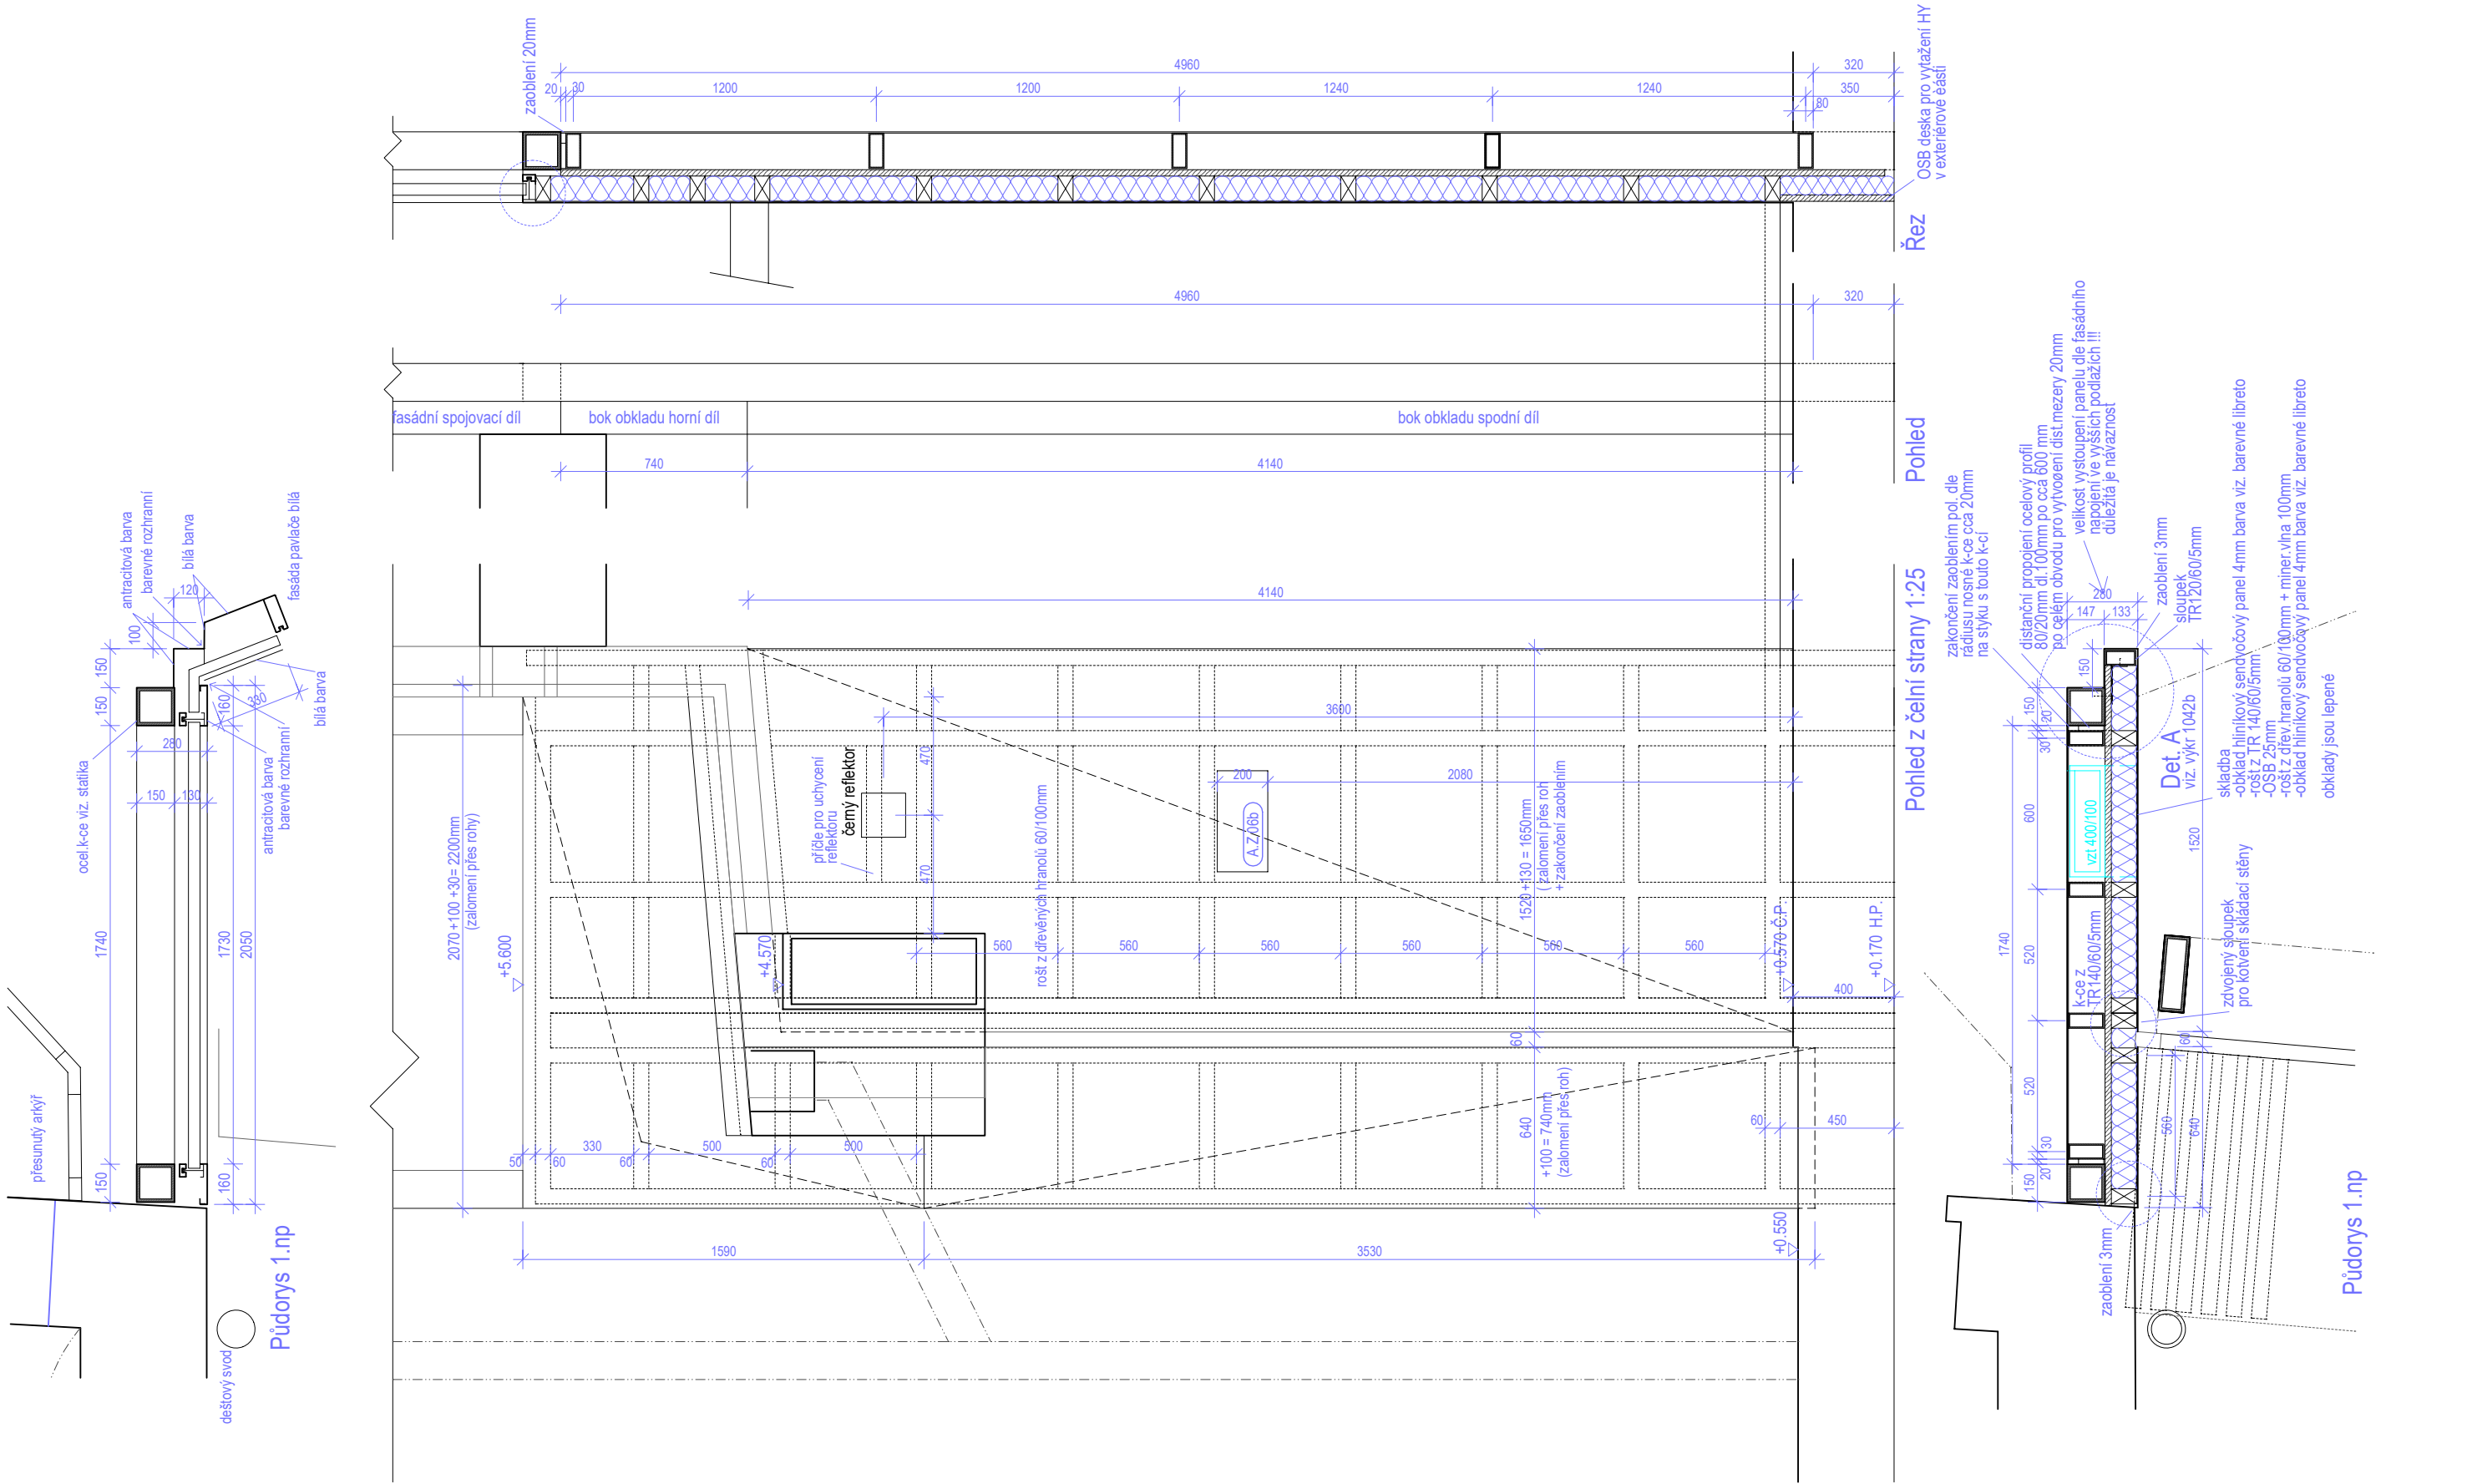 zaoblení 20mm
4960
320
20
30
1200
1200
1240
1240
350
80
OSB deska pro vytažení HY
v exteriérové èásti
Řez
4960
320
fasádní spojovací díl
bok obkladu horní díl
bok obkladu spodní díl
740
4140
Pohled
4140
Pohled z čelní strany 1:25
3600
470
470
příčle pro uchycení
reflektoru
černý reflektor
200
2080
A.Z.06b
1520 +130 = 1650mm
( zalomení přes roh
+zakončení zaoblením
2070+100 +30= 2200mm
(zalomení přes rohy)
+5.600
+4.570
rošt z dřevěných hranolů 60/100mm
560
560
560
560
560
560
+0.570 Č.P.
+0.170 H.P.
400
60
640
+100 = 740mm
(zalomení přes roh)
60
450
50
60
330
60
500
60
500
1590
3530
+0.550
antracitová barva
barevné rozhranní
bílá barva
fasáda pavlače bílá
120
100
150
150
160
330
bílá barva
280
150
130
antracitová barva
barevné rozhranní
ocel.k-ce viz. statika
1740
1730
2050
150
160
přesunutý arkýř
Půdorys 1.np
deštový svod
zakončení zaoblením pol. dle
rádiusu nosné k-ce cca 20mm
na styku s touto k-cí
distanční propojení ocelový profil
80/20mm dl.100mm po cca 600 mm
po celém obvodu pro vytvoøení dist.mezery 20mm
velikost vystoupení panelu dle fasádního
napojení ve vyšších podlažích !!!
důležitá je návaznost
zaoblení 3mm
sloupek
TR120/60/5mm
280
147
133
150
150
20
30
Det. A
viz. výkr 1042b
skladba
-obklad hliníkový sendvočový panel 4mm barva viz. barevné libreto
-rošt z TR 140/60/5mm
-OSB 25mm
-rošt z dřev.hranolů 60/100mm + miner.vlna 100mm
-obklad hliníkový sendvočový panel 4mm barva viz. barevné libreto
obklady jsou lepené
vzt 400/100
600
1740
520
520
1520
k-ce z
TR140/60/5mm
zdvojený sloupek
pro kotvení skládací stěny
60
560
640
30
20
150
zaoblení 3mm
Půdorys 1.np